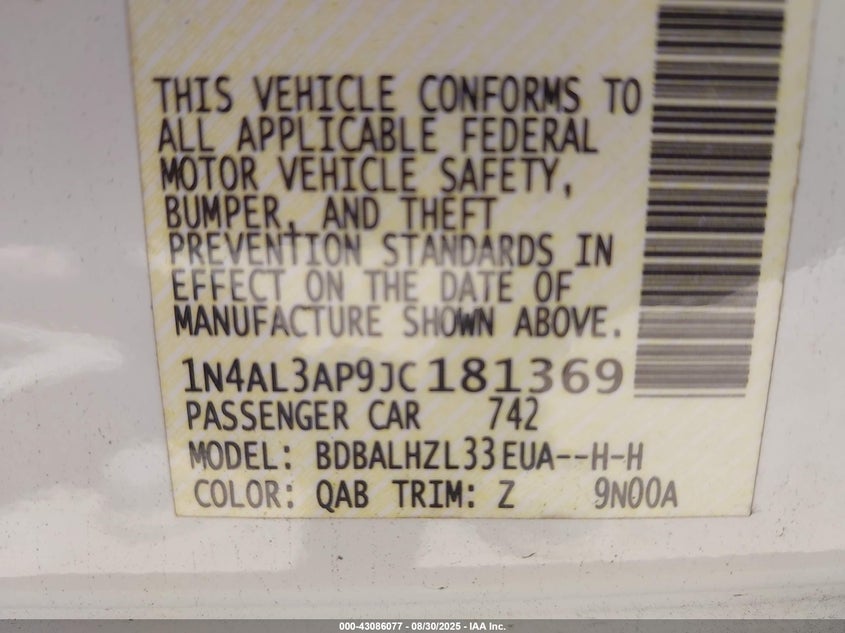 THIS VEHICLE CONFORMS TO
ALL APPLICABLE FEDERAL
MOTOR VEHICLE SAFETY,
BUMPER, AND THEFT
PREVENTION STANDARDS IN
EFFECT ON THE DATE OF
MANUFACTURE SHOWN ABOVE.
1N4AL3AP9JC181369
PASSENGER CAR 742
MODEL: BDBALHZL33EUA--H-H
COLOR: QAB TRIM: Z 9N00A
000-43086077 - 08/30/2025 - IAA Inc.